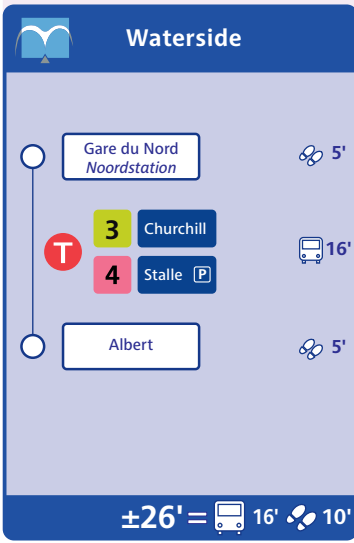 Waterside
Gare du Nord
Noordstation
5'
T
3 Churchill
4 Stalle P
16'
Albert
5'
±26' = 16' 10'